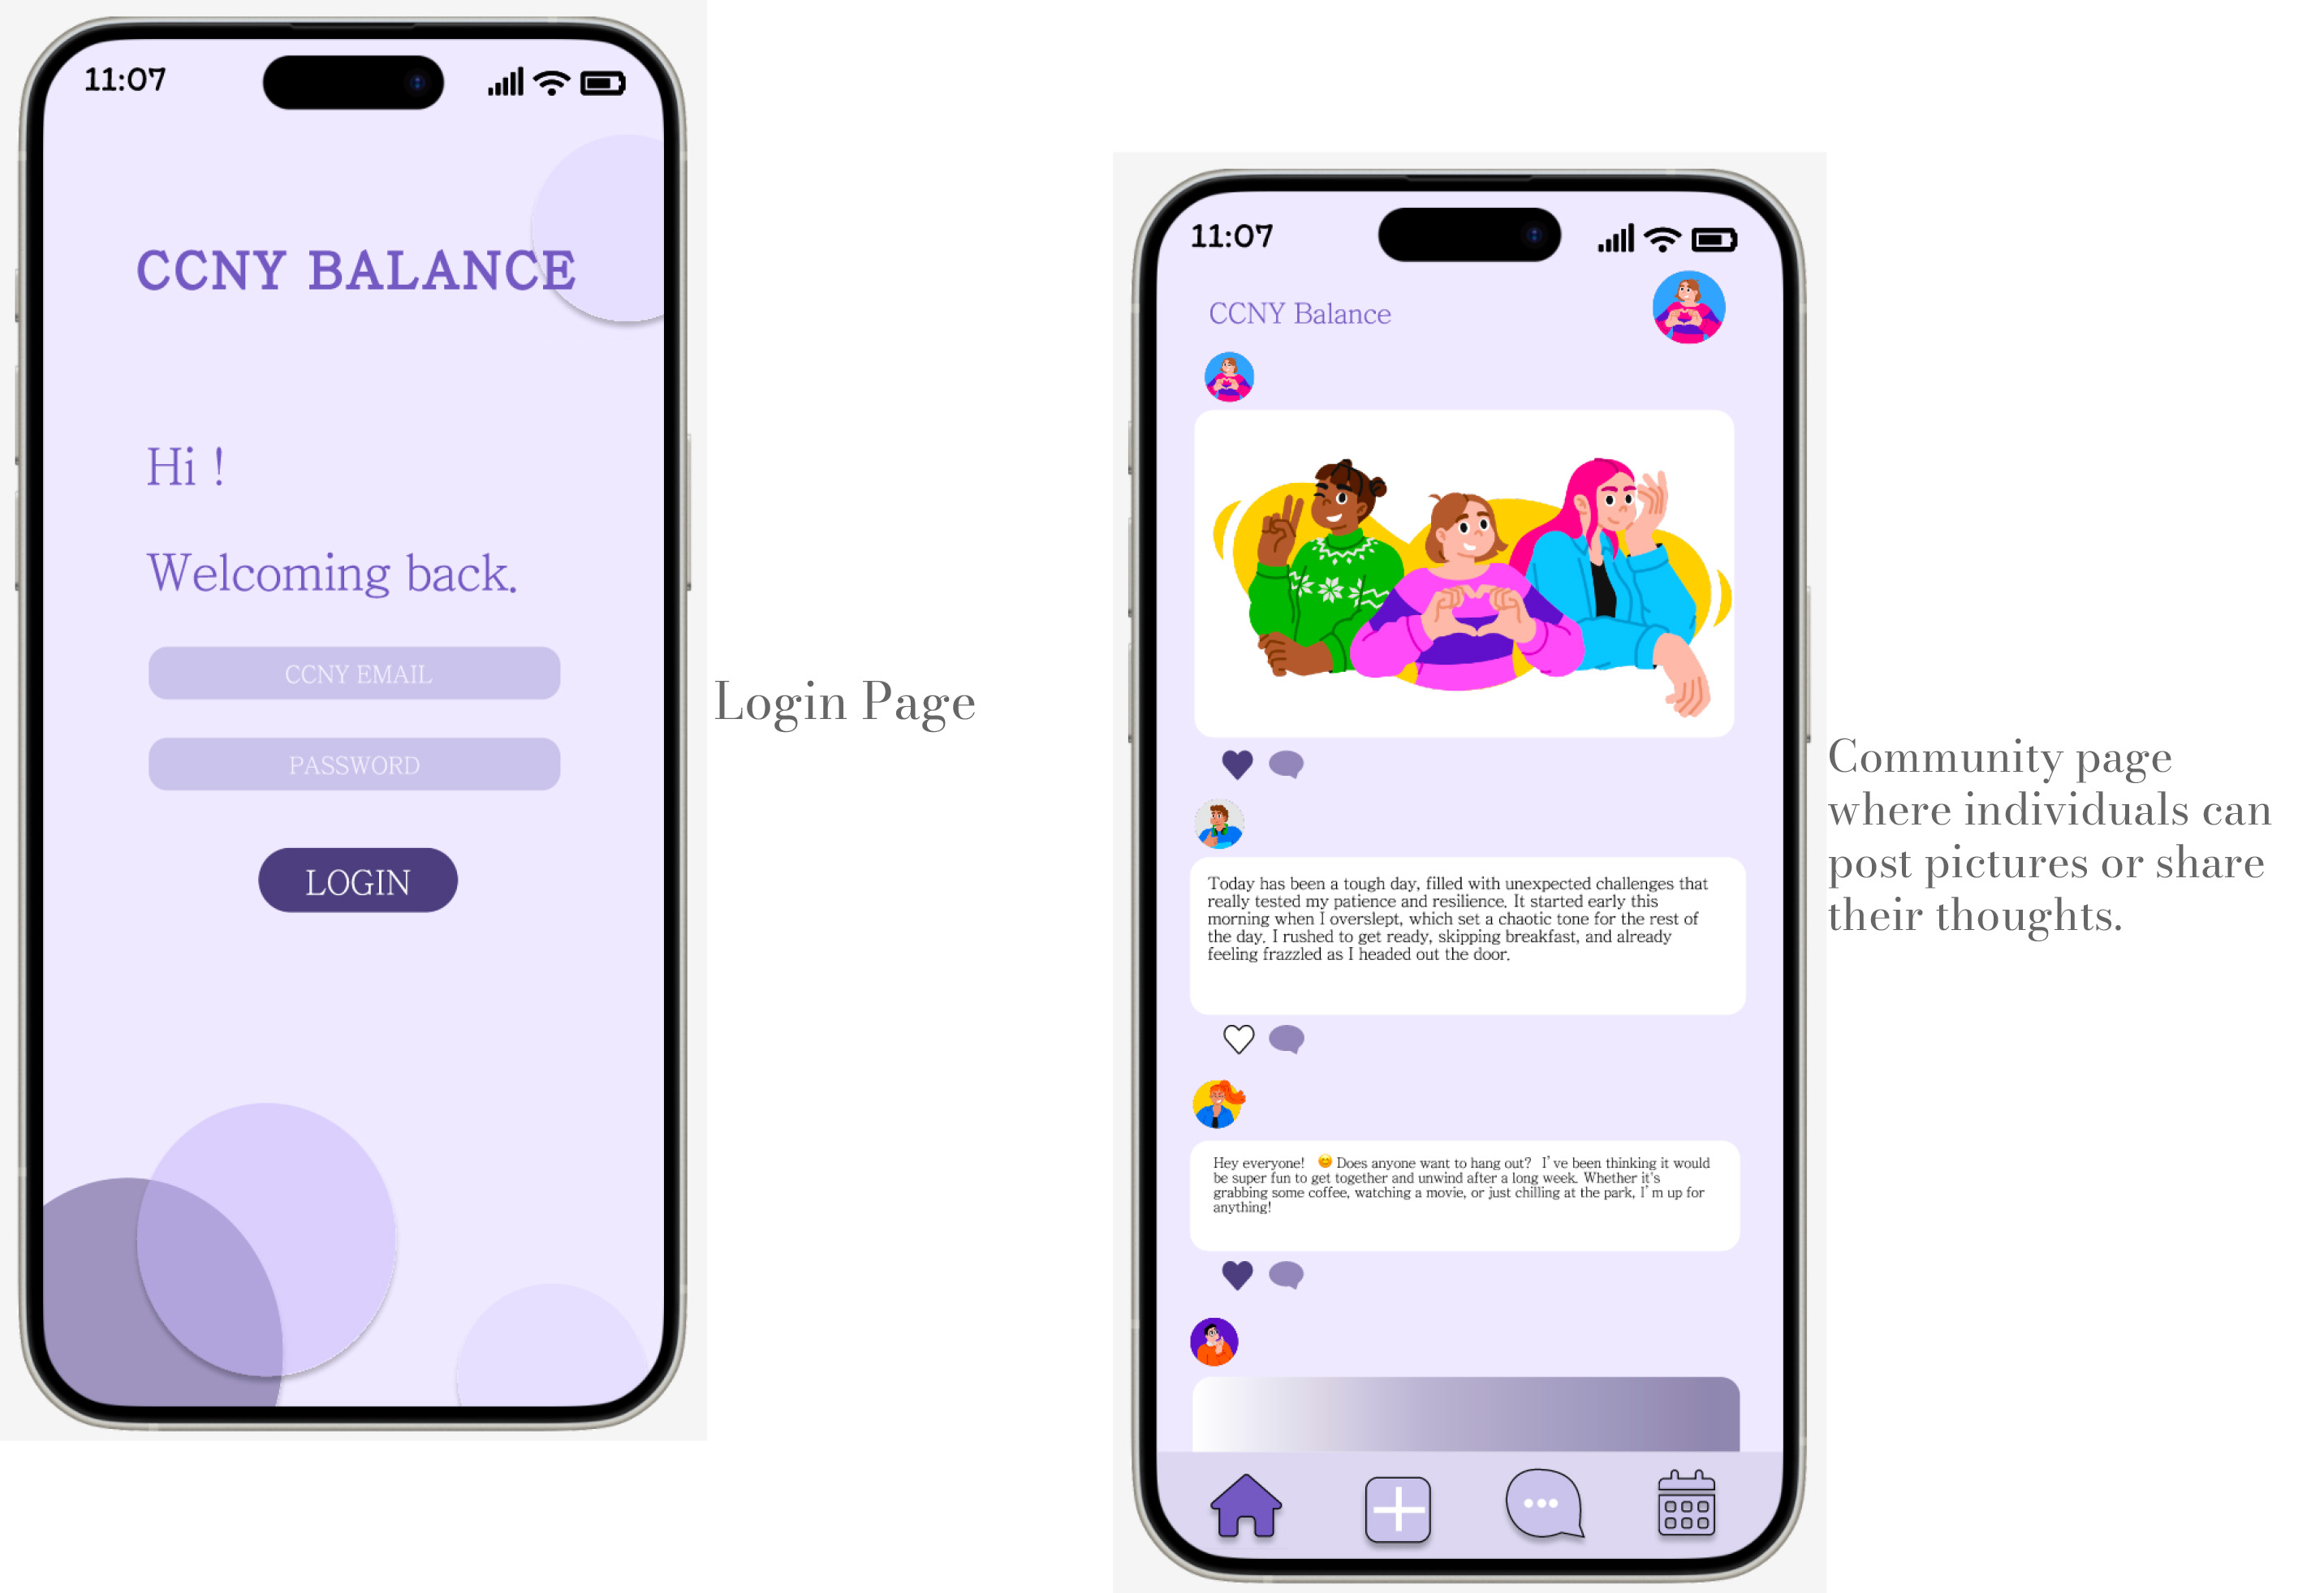 11:07
CCNY BALANCE
Hi !
Welcoming back.
CCNY EMAIL
PASSWORD
LOGIN
Login Page
11:07
CCNY Balance
Today has been a tough day, filled with unexpected challenges that
really tested my patience and resilience. It started early this
morning when I overslept, which set a chaotic tone for the rest of
the day. I rushed to get ready, skipping breakfast, and already
feeling frazzled as I headed out the door.
Hey everyone! 😊 Does anyone want to hang out? I've been thinking it would
be super fun to get together and unwind after a long week. Whether it's
grabbing some coffee, watching a movie, or just chilling at the park, I'm up for
anything!
Community page
where individuals can
post pictures or share
their thoughts.